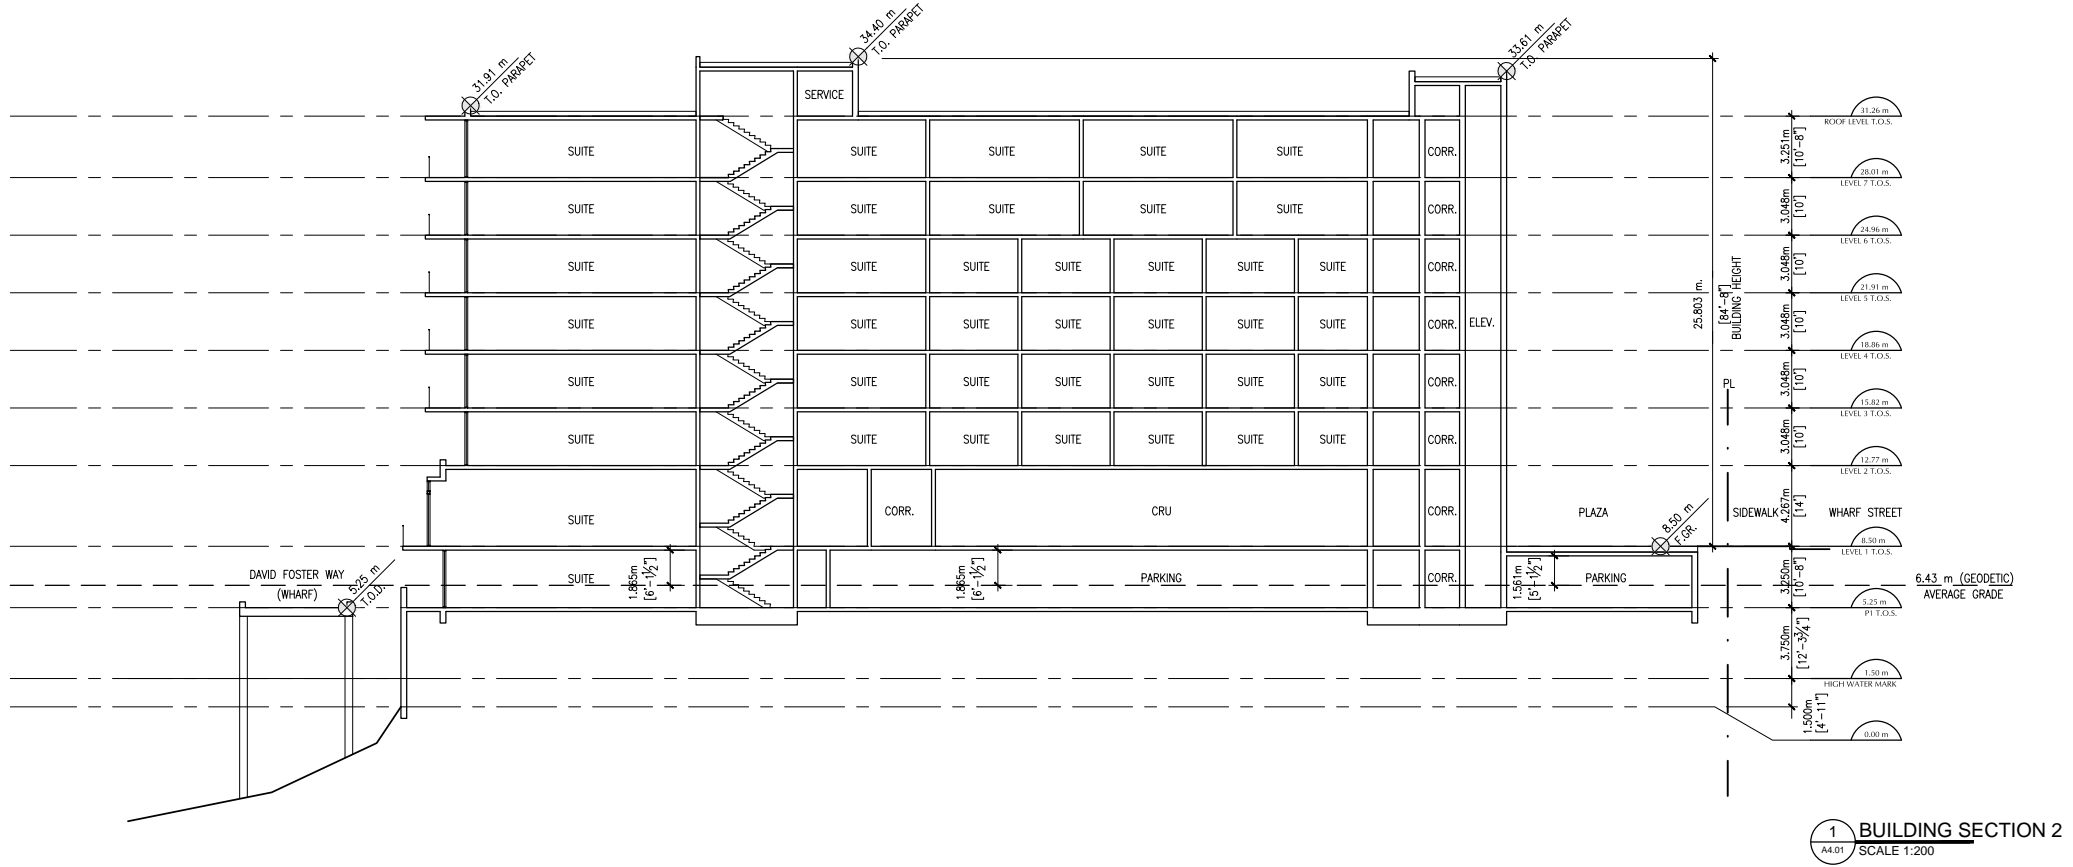 34.40 m
T.O. PARAPET
33.61 m
T.O. PARAPET
31.91 m
T.O. PARAPET
SERVICE
31.26 m
ROOF LEVEL T.O.S.
SUITE SUITE SUITE SUITE SUITE CORR.
3.251m
[10'-8"]
28.01 m
LEVEL 7 T.O.S.
SUITE SUITE SUITE SUITE SUITE CORR.
3.048m
[10']
24.96 m
LEVEL 6 T.O.S.
SUITE SUITE SUITE SUITE SUITE SUITE SUITE CORR.
3.048m
[10']
21.91 m
LEVEL 5 T.O.S.
25.803 m.
[84'-8"]
BUILDING HEIGHT
SUITE SUITE SUITE SUITE SUITE SUITE SUITE CORR. ELEV.
3.048m
[10']
18.86 m
LEVEL 4 T.O.S.
SUITE SUITE SUITE SUITE SUITE SUITE SUITE CORR.
PL
3.048m
[10']
15.82 m
LEVEL 3 T.O.S.
SUITE SUITE SUITE SUITE SUITE SUITE SUITE CORR.
3.048m
[10']
12.77 m
LEVEL 2 T.O.S.
SUITE CORR. CRU CORR. PLAZA
8.50 m
F.GR.
SIDEWALK
4.267m
[14']
WHARF STREET
8.50 m
LEVEL 1 T.O.S.
DAVID FOSTER WAY
(WHARF)
5.25 m
T.O.D.
SUITE
1.865m
[6'-1½"]
1.865m
[6'-1½"]
PARKING CORR.
1.561m
[5'-1½"]
PARKING
3.250m
[10'-8"]
6.43 m (GEODETIC)
AVERAGE GRADE
5.25 m
P1 T.O.S.
3.750m
[12'-3¾"]
1.50 m
HIGH WATER MARK
1.500m
[4'-11"]
0.00 m
1
A4.01
BUILDING SECTION 2
SCALE 1:200